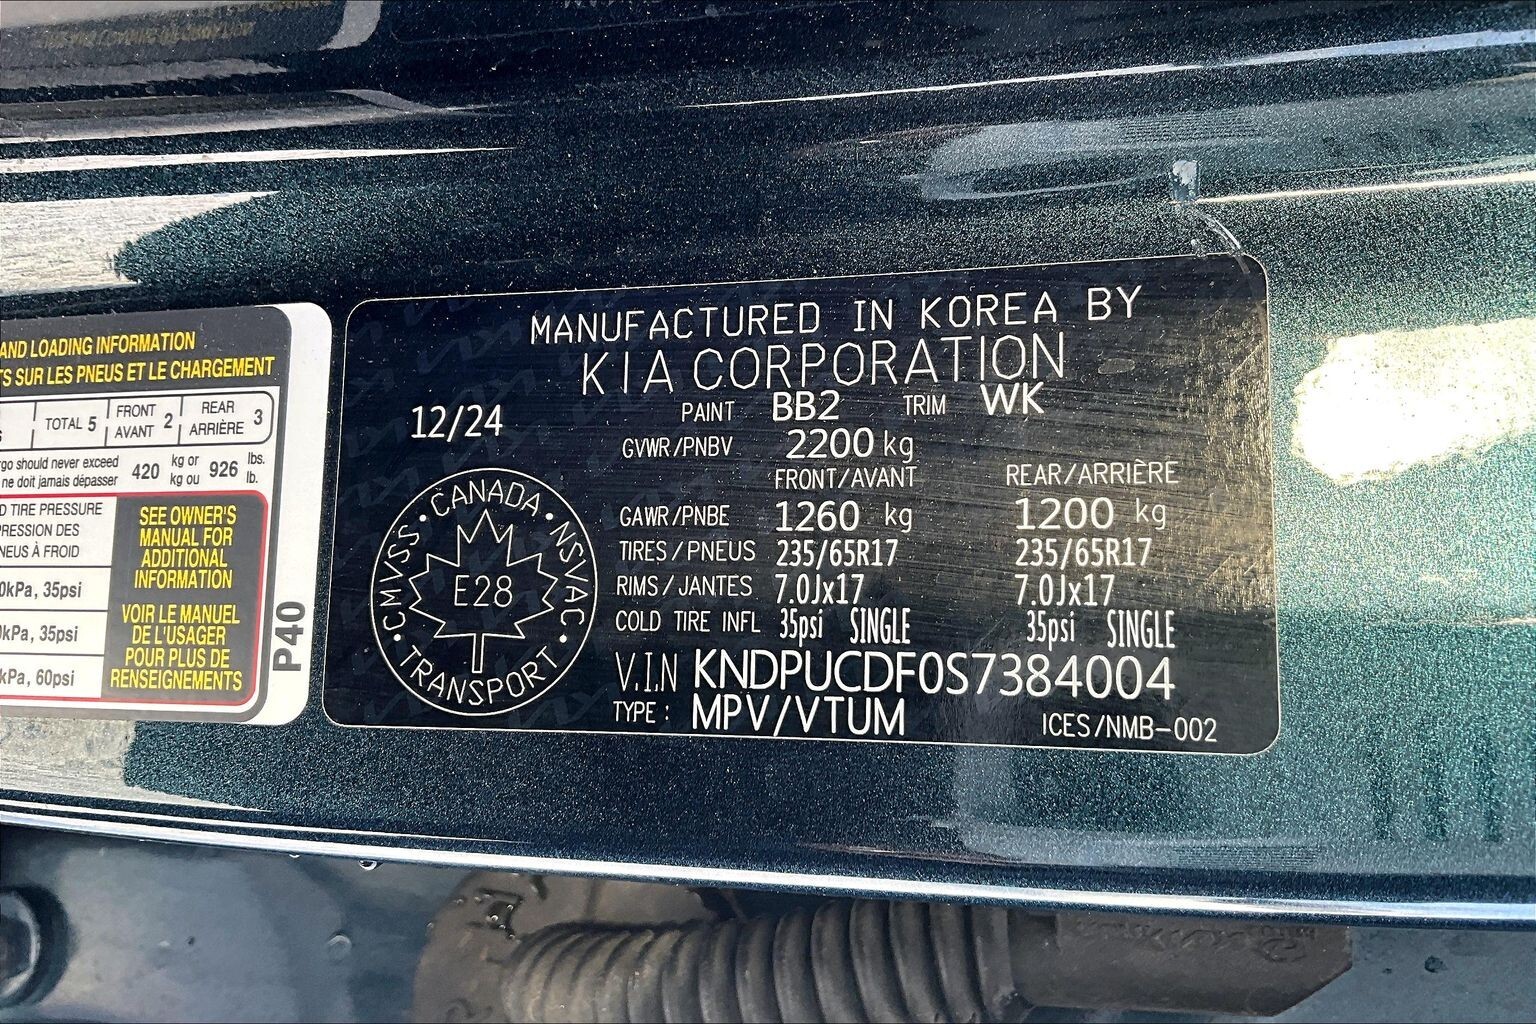 AND LOADING INFORMATION
TS SUR LES PNEUS ET LE CHARGEMENT
TOTAL 5
FRONT
AVANT 2
REAR
ARRIÈRE 3
should never exceed
ne doit jamais dépasser
420 kg or
kg ou
926 lbs.
lb.
D TIRE PRESSURE
RESSION DES
NEUS À FROID
0kPa, 35psi
0kPa, 35psi
kPa, 60psi
SEE OWNER'S
MANUAL FOR
ADDITIONAL
INFORMATION
VOIR LE MANUEL
DE L'USAGER
POUR PLUS DE
RENSEIGNEMENTS
P40
MANUFACTURED IN KOREA BY
KIA CORPORATION
12/24
PAINT BB2 TRIM WK
GVWR/PNBV 2200 kg
FRONT/AVANT REAR/ARRIÈRE
GAWR/PNBE 1260 kg 1200 kg
TIRES/PNEUS 235/65R17 235/65R17
RIMS/JANTES 7.0Jx17 7.0Jx17
COLD TIRE INFL 35psi SINGLE 35psi SINGLE
V.I.N KNDPUCDF0S7384004
TYPE: MPV/VTUM ICES/NMB-002
CMVSS • CANADA • NSVAC • TRANSPORT •
E28